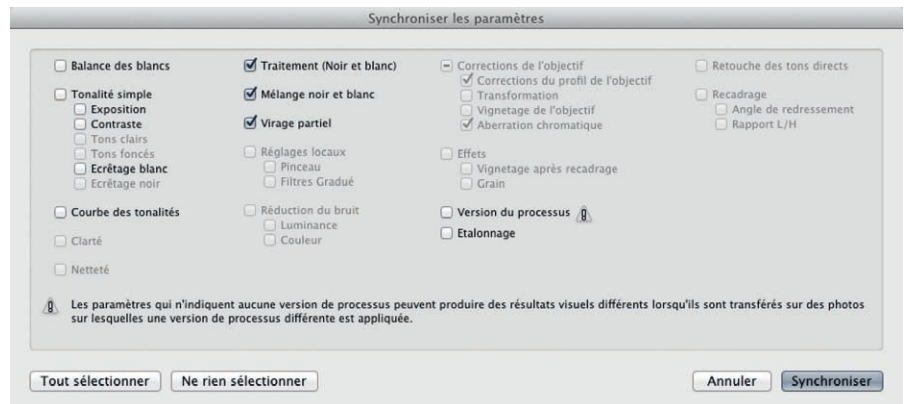 Synchroniser les paramètres
Balance des blancs
Tonalité simple
Exposition
Contraste
Tons clairs
Tons foncés
Ecrêtage blanc
Ecrêtage noir
Courbe des tonalités
Clarté
Netteté
Traitement (Noir et blanc)
Mélange noir et blanc
Virage partiel
Réglages locaux
Pinceau
Filtres Gradué
Réduction du bruit
Luminance
Couleur
Corrections de l'objectif
Corrections du profil de l'objectif
Transformation
Vignetage de l'objectif
Aberration chromatique
Effets
Vignetage après recadrage
Grain
Version du processus
Etalonnage
Retouche des tons directs
Recadrage
Angle de redressement
Rapport L/H
Les paramètres qui n'indiquent aucune version de processus peuvent produire des résultats visuels différents lorsqu'ils sont transférés sur des photos
sur lesquelles une version de processus différente est appliquée.
Tout sélectionner
Ne rien sélectionner
Annuler
Synchroniser